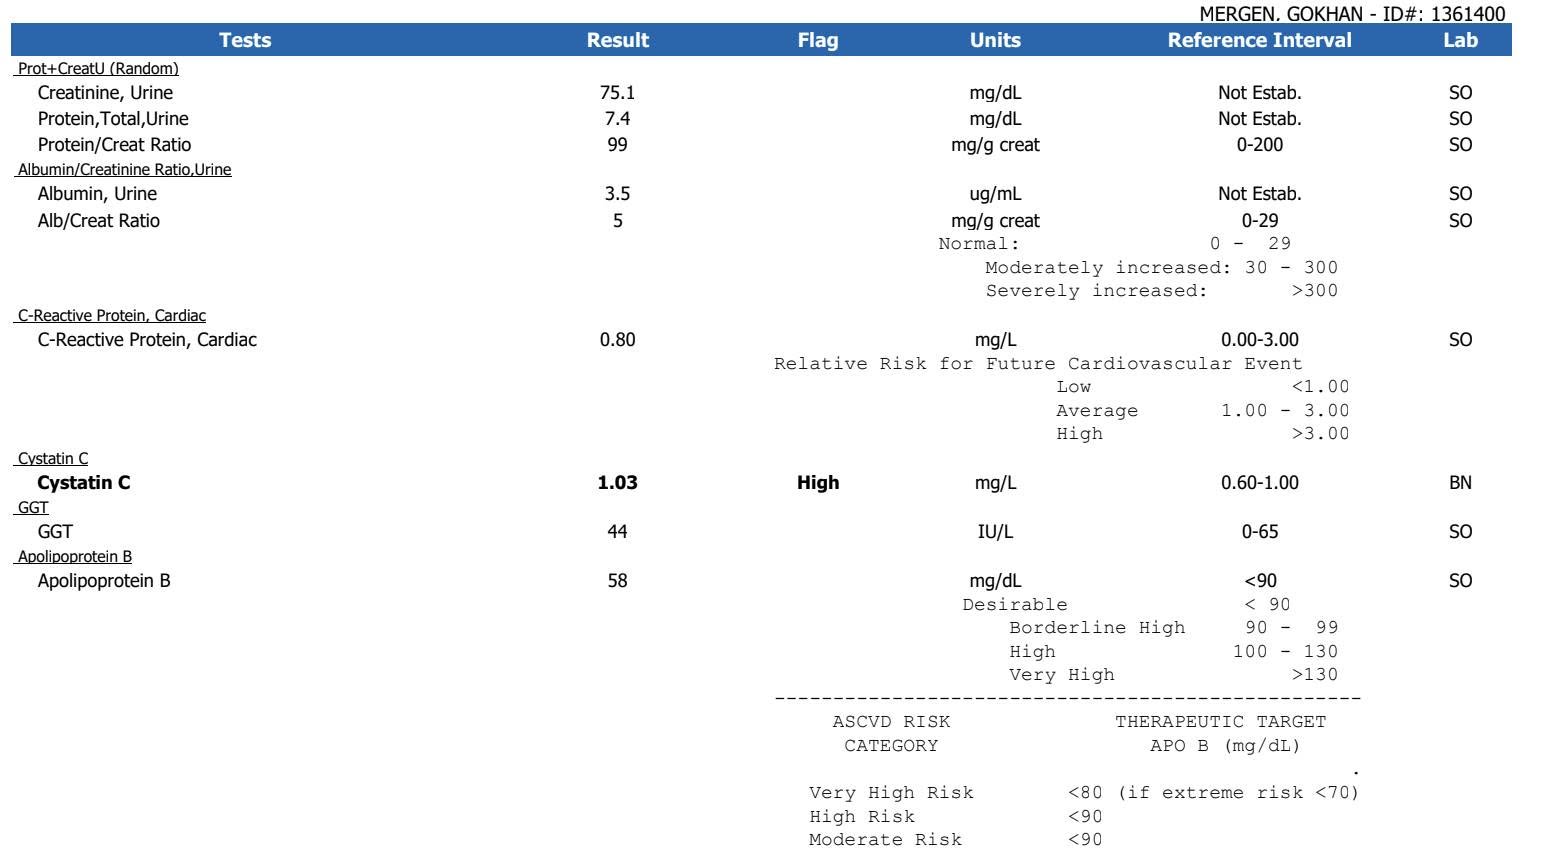 MERGEN, GOKHAN - ID#: 1361400
Tests Result Flag Units Reference Interval Lab
Prot+CreatU (Random)
Creatinine, Urine 75.1 mg/dL Not Estab. SO
Protein,Total,Urine 7.4 mg/dL Not Estab. SO
Protein/Creat Ratio 99 mg/g creat 0-200 SO
Albumin/Creatinine Ratio,Urine
Albumin, Urine 3.5 ug/mL Not Estab. SO
Alb/Creat Ratio 5 mg/g creat 0-29 SO
Normal: 0 - 29
Moderately increased: 30 - 300
Severely increased: >300
C-Reactive Protein, Cardiac
C-Reactive Protein, Cardiac 0.80 mg/L 0.00-3.00 SO
Relative Risk for Future Cardiovascular Event
Low <1.00
Average 1.00 - 3.00
High >3.00
Cystatin C
Cystatin C 1.03 High mg/L 0.60-1.00 BN
GGT
GGT 44 IU/L 0-65 SO
Apolipoprotein B
Apolipoprotein B 58 mg/dL <90 SO
Desirable < 90
Borderline High 90 - 99
High 100 - 130
Very High >130
--------------------------------------------------
ASCVD RISK THERAPEUTIC TARGET
CATEGORY APO B (mg/dL)
.
Very High Risk <80 (if extreme risk <70)
High Risk <90
Moderate Risk <90